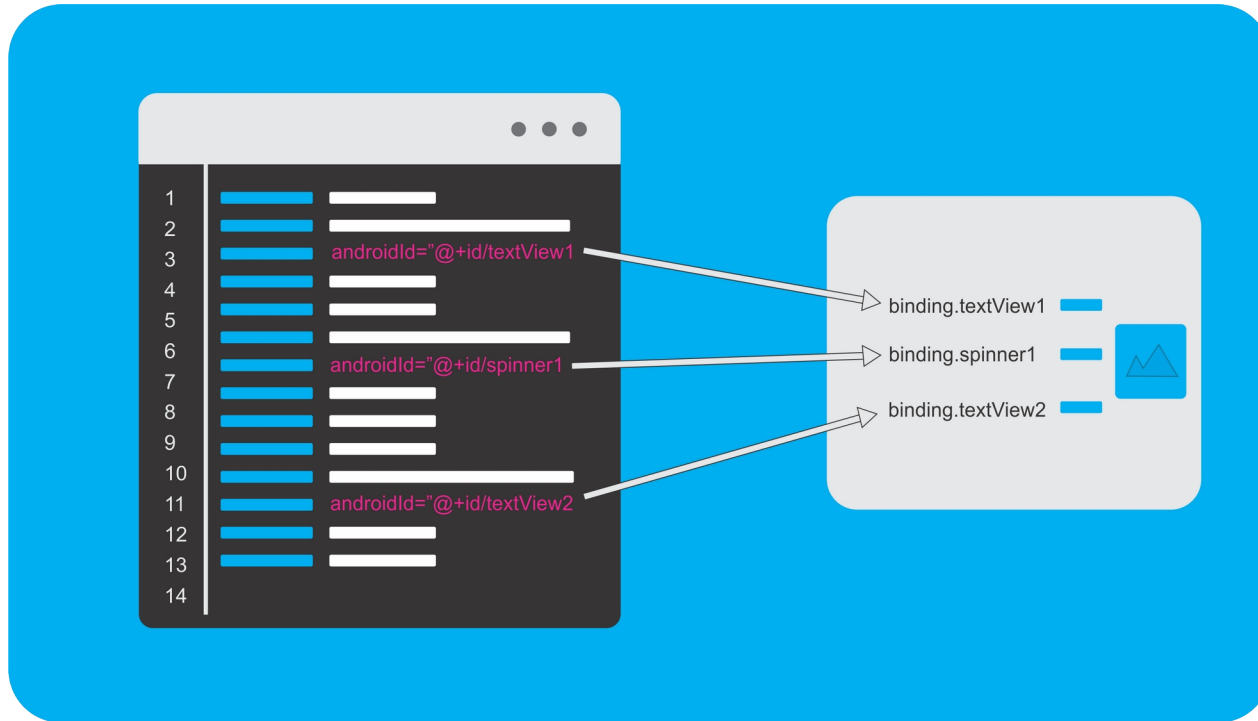 1
2
3 androidId="@+id/textView1
4
5
6
androidId="@+id/spinner1
7
8
9
10
11 androidId="@+id/textView2
12
13
14
binding.textView1
binding.spinner1
binding.textView2